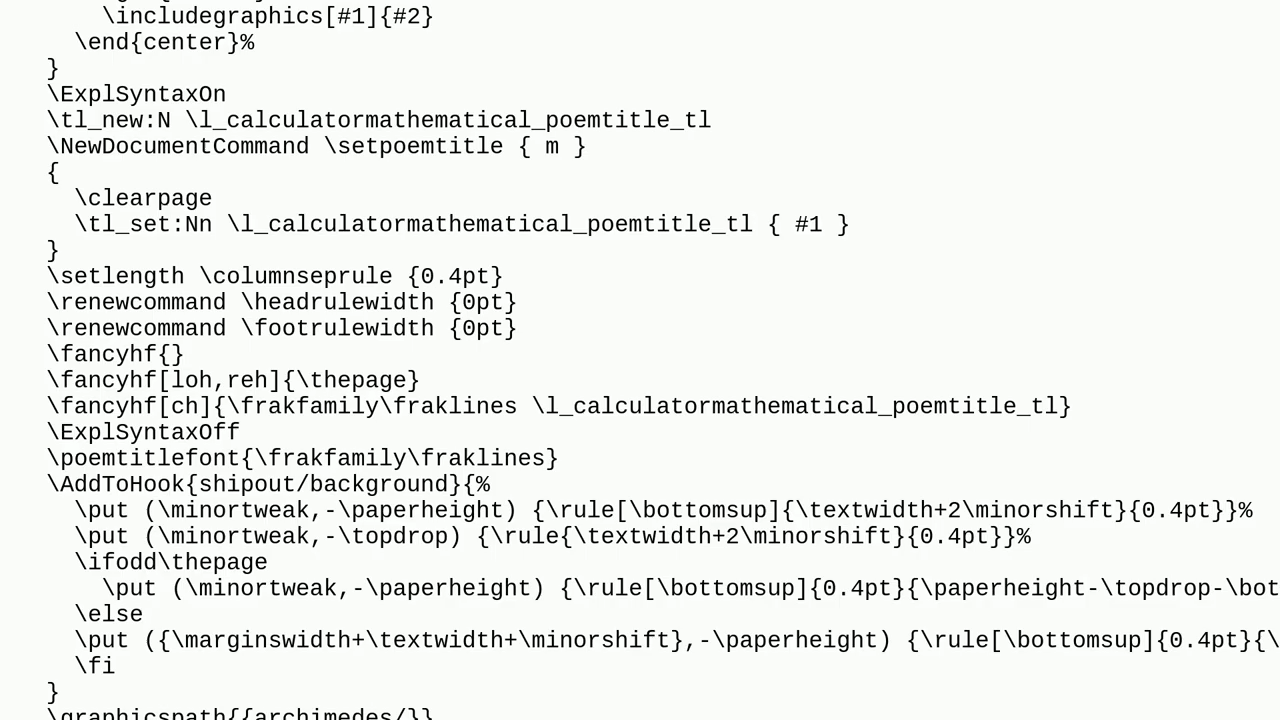 \includegraphics[#1]{#2}
\end{center}%
}
\ExplSyntaxOn
\tl_new:N \l_calculatormathematical_poemtitle_tl
\NewDocumentCommand \setpoemtitle { m }
{
\clearpage
\tl_set:Nn \l_calculatormathematical_poemtitle_tl { #1 }
}
\setlength \columnseprule {0.4pt}
\renewcommand \headrulewidth {0pt}
\renewcommand \footrulewidth {0pt}
\fancyhf{}
\fancyhf[loh,reh]{\thepage}
\fancyhf[ch]{\frakfamily\fraklines \l_calculatormathematical_poemtitle_tl}
\ExplSyntaxOff
\poemtitlefont{\frakfamily\fraklines}
\AddToHook{shipout/background}{%
\put (\minortweak,-\paperheight) {\rule[\bottomsup]{\textwidth+2\minorshift}{0.4pt}}%
\put (\minortweak,-\topdrop) {\rule{\textwidth+2\minorshift}{0.4pt}}%
\ifodd\thepage
\put (\minortweak,-\paperheight) {\rule[\bottomsup]{0.4pt}{\paperheight-\topdrop-\bot
\else
\put ({\marginswidth+\textwidth+\minorshift},-\paperheight) {\rule[\bottomsup]{0.4pt}{\
\fi
}
\graphicspath{{archimedes/}}